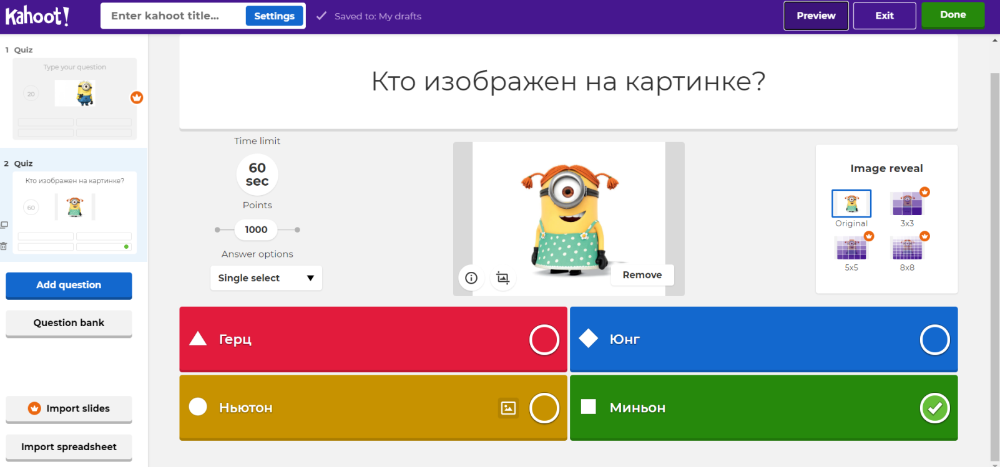 Kahoot!
Enter kahoot title...
Settings
Saved to: My drafts
Preview
Exit
Done
1 Quiz
Type your question
20
2 Quiz
Кто изображен на картинке?
60
Add question
Question bank
Import slides
Import spreadsheet
Кто изображен на картинке?
Time limit
60
sec
Points
1000
Answer options
Single select
Remove
Image reveal
Original
3x3
5x5
8x8
Герц
Юнг
Ньютон
Миньон